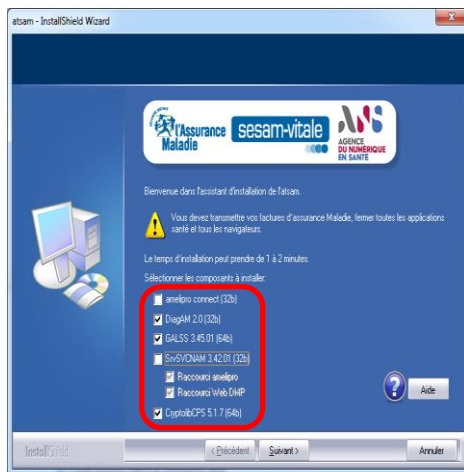 atsam - InstallShield Wizard
l'Assurance
Maladie
sesam-vitale
ANS
AGENCE
DU NUMÉRIQUE
EN SANTÉ
Bienvenue dans l'assistant d'installation de l'atsam.
Vous devez transmettre vos factures d'assurance Maladie, fermer toutes les applications
santé et tous les navigateurs.
Le temps d'installation peut prendre de 1 à 2 minutes.
Sélectionner les composants à installer:
amelipro connect (32b)
DiagAM 2.0 (32b)
GALSS 3.45.01 (64b)
SrvSVCNAM 3.42.01 (32b)
Raccourci amelipro
Raccourci Web DMP
CryptolibCPS 5.1.7 (64b)
? Aide
InstallShield
< Précédent
Suivant >
Annuler